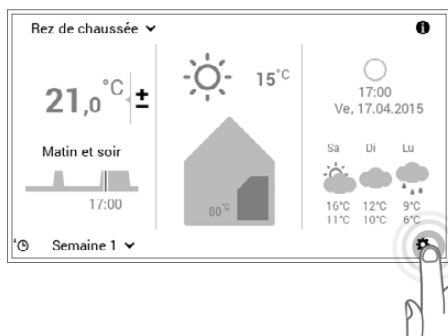 Rez de chaussée
21,0 °C ±
Matin et soir
17:00
Semaine 1
15°C
80°C
17:00
Ve, 17.04.2015
Sa Di Lu
16°C 12°C 9°C
11°C 10°C 6°C